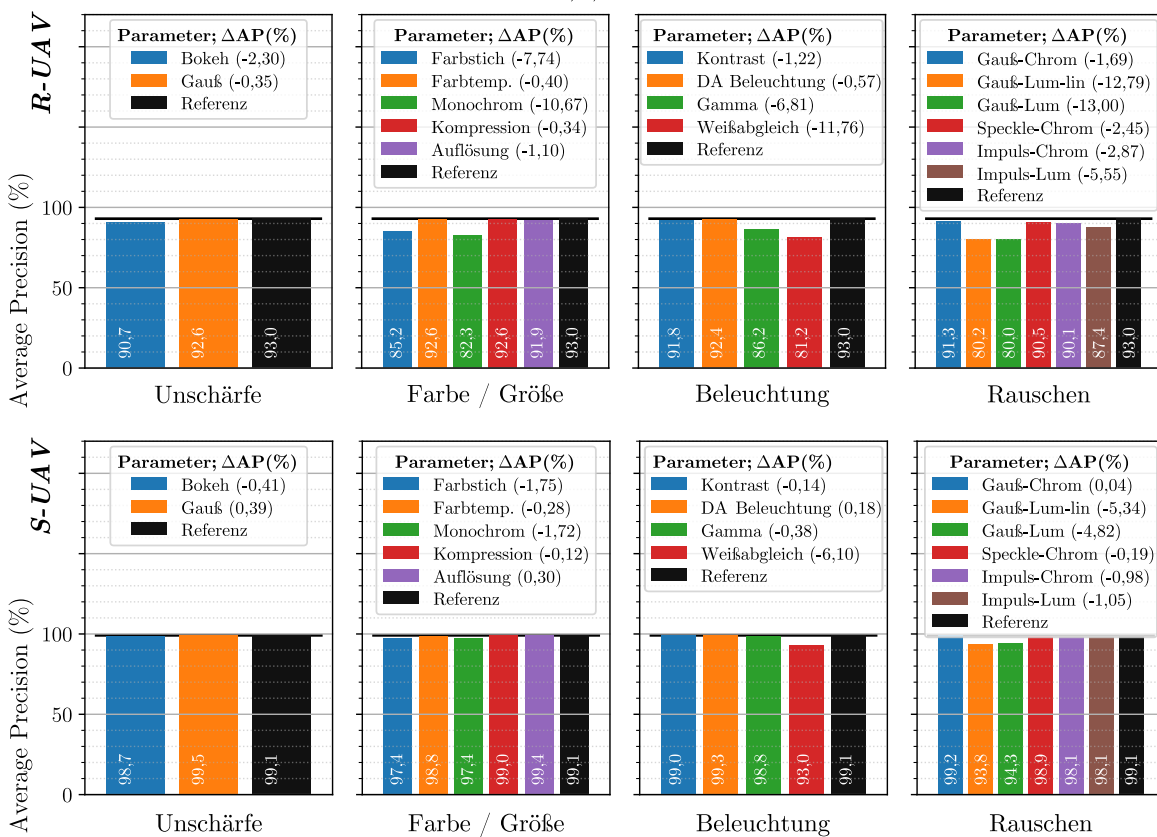 R-UAV
Average Precision (%)
100
50
0
Parameter; ΔAP(%)
Bokeh (-2,30)
Gauß (-0,35)
Referenz
90,7
92,6
93,0
Unschärfe
Parameter; ΔAP(%)
Farbstich (-7,74)
Farbtemp. (-0,40)
Monochrom (-10,67)
Kompression (-0,34)
Auflösung (-1,10)
Referenz
85,2
92,6
82,3
92,6
91,9
93,0
Farbe / Größe
Parameter; ΔAP(%)
Kontrast (-1,22)
DA Beleuchtung (-0,57)
Gamma (-6,81)
Weißabgleich (-11,76)
Referenz
91,8
92,4
86,2
81,2
93,0
Beleuchtung
Parameter; ΔAP(%)
Gauß-Chrom (-1,69)
Gauß-Lum-lin (-12,79)
Gauß-Lum (-13,00)
Speckle-Chrom (-2,45)
Impuls-Chrom (-2,87)
Impuls-Lum (-5,55)
Referenz
91,3
80,2
80,0
90,5
90,1
87,4
93,0
Rauschen
S-UAV
Average Precision (%)
100
50
0
Parameter; ΔAP(%)
Bokeh (-0,41)
Gauß (0,39)
Referenz
98,7
99,5
99,1
Unschärfe
Parameter; ΔAP(%)
Farbstich (-1,75)
Farbtemp. (-0,28)
Monochrom (-1,72)
Kompression (-0,12)
Auflösung (0,30)
Referenz
97,4
98,8
97,4
99,0
99,4
99,1
Farbe / Größe
Parameter; ΔAP(%)
Kontrast (-0,14)
DA Beleuchtung (0,18)
Gamma (-0,38)
Weißabgleich (-6,10)
Referenz
99,0
99,3
98,8
93,0
99,1
Beleuchtung
Parameter; ΔAP(%)
Gauß-Chrom (0,04)
Gauß-Lum-lin (-5,34)
Gauß-Lum (-4,82)
Speckle-Chrom (-0,19)
Impuls-Chrom (-0,98)
Impuls-Lum (-1,05)
Referenz
99,2
93,8
94,3
98,9
98,1
98,1
99,1
Rauschen